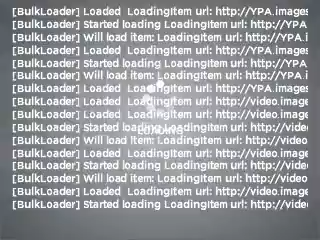 [BulkLoader] Loaded LoadingItem url: http://YPA.images
[BulkLoader] Started loading LoadingItem url: http://YPA
[BulkLoader] Will load item: LoadingItem url: http://YPA.i
[BulkLoader] Loaded LoadingItem url: http://YPA.images
[BulkLoader] Started loading LoadingItem url: http://YPA
[BulkLoader] Will load item: LoadingItem url: http://YPA.i
[BulkLoader] Loaded LoadingItem url: http://YPA.images
[BulkLoader] Loaded LoadingItem url: http://video.image
[BulkLoader] Loaded LoadingItem url: http://video.image
[BulkLoader] Started loading LoadingItem url: http://vide
LOADING
[BulkLoader] Will load item: LoadingItem url: http://video
[BulkLoader] Loaded LoadingItem url: http://video.image
[BulkLoader] Started loading LoadingItem url: http://vide
[BulkLoader] Will load item: LoadingItem url: http://video
[BulkLoader] Loaded LoadingItem url: http://video.image
[BulkLoader] Started loading LoadingItem url: http://vide